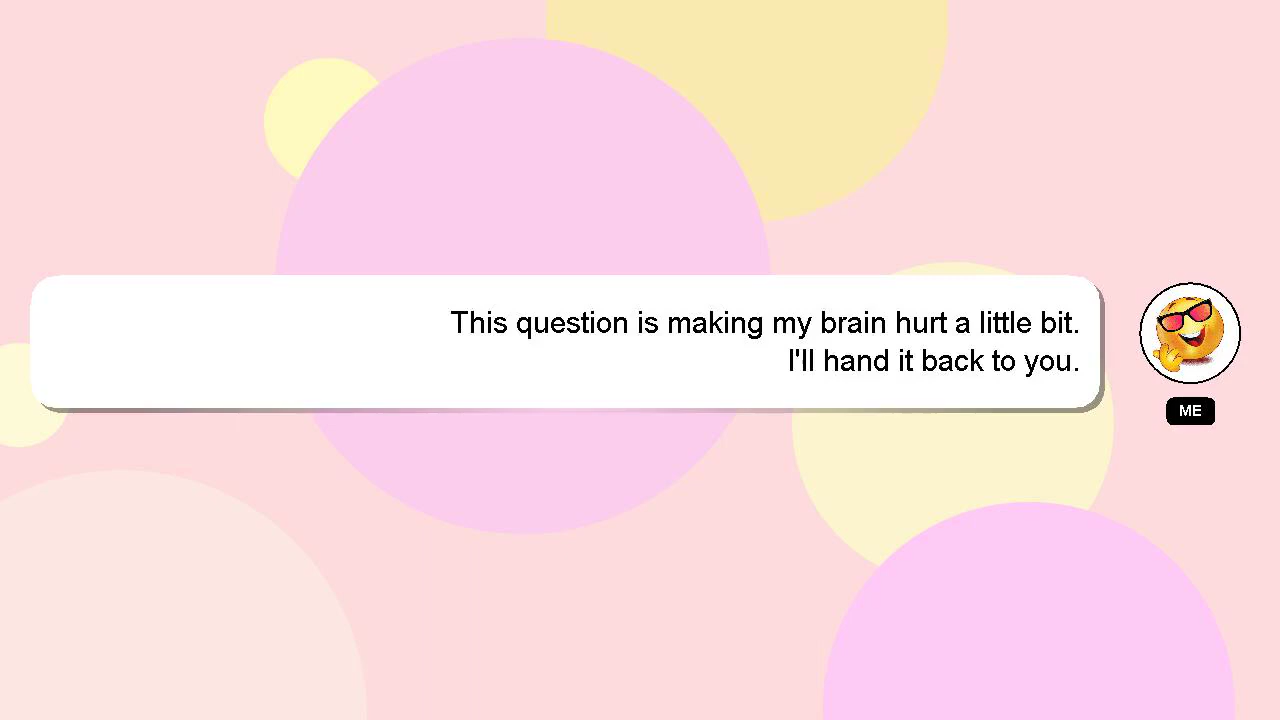 This question is making my brain hurt a little bit.
I'll hand it back to you.
ME